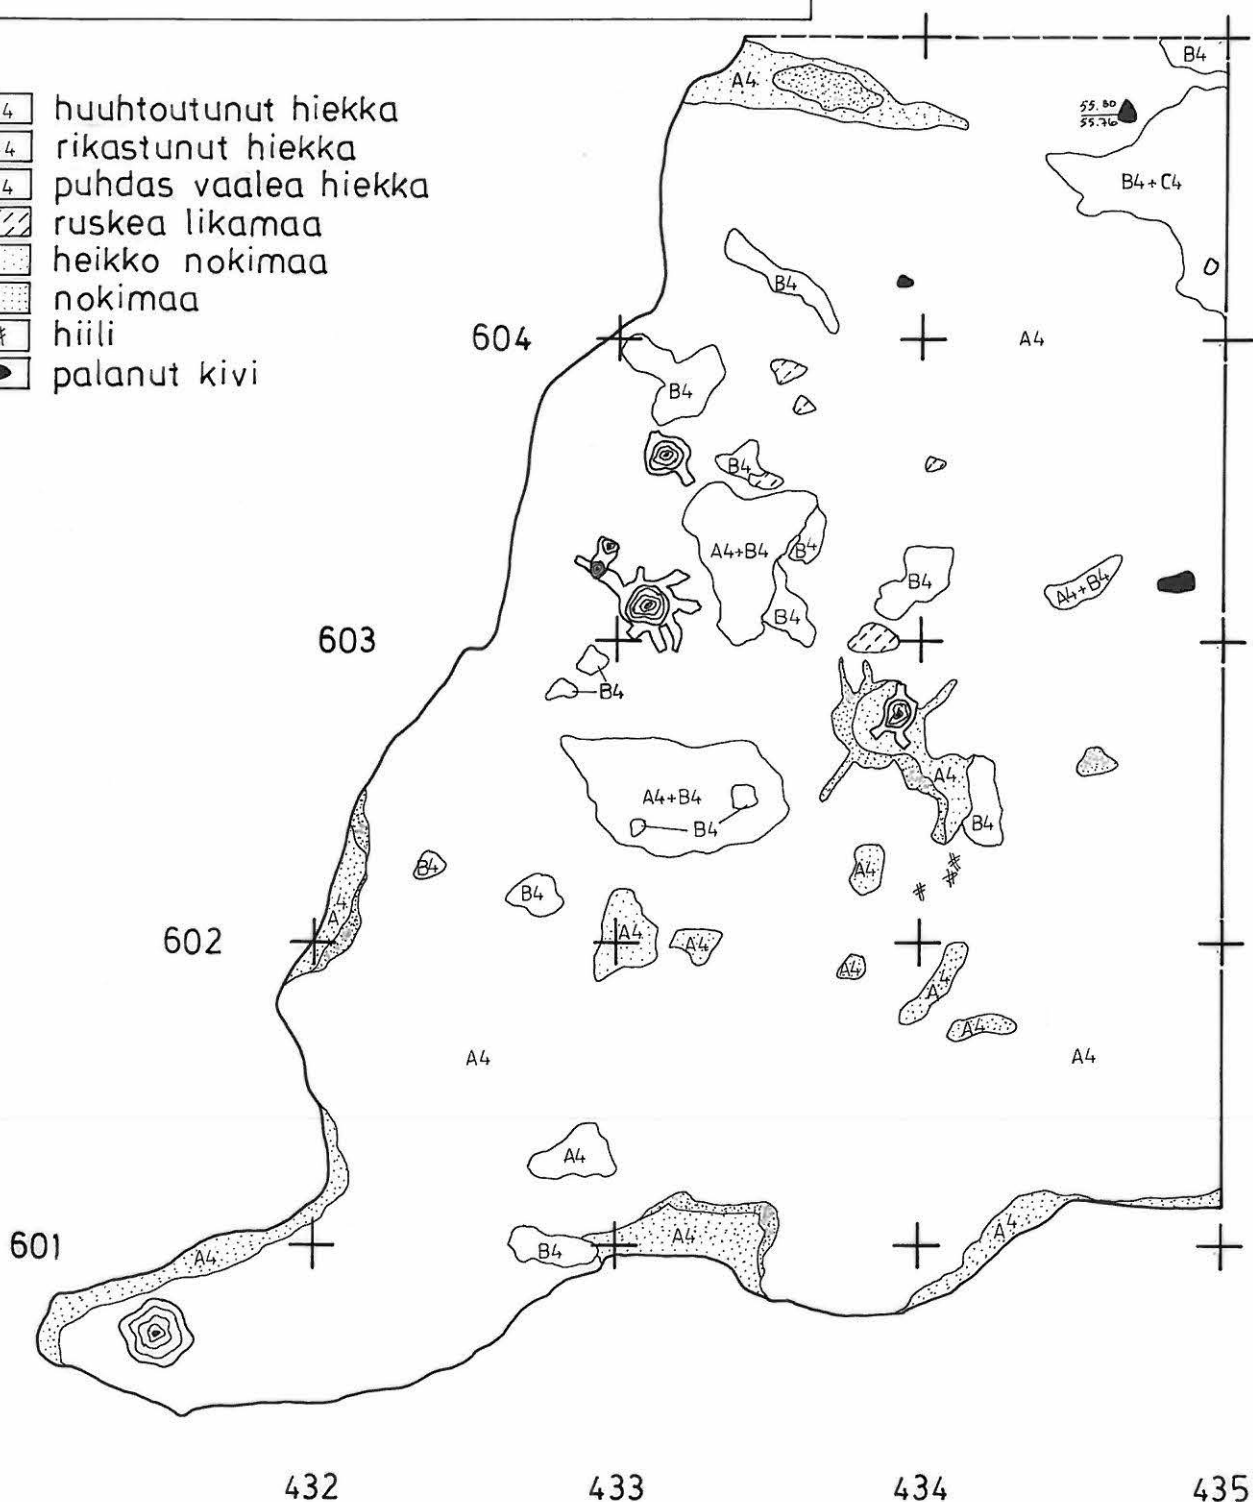 B4
A4
4 huuhtoutunut hiekka
55.80
55.76
4 rikastunut hiekka
4 puhdas vaalea hiekka
B4+C4
ruskea likamaa
heikko nokimaa
B4
nokimaa
hiili
604
A4
palanut kivi
B4
B4
A4+B4
B4
B4
A4+B4
B4
603
B4
A4
A4+B4
B4
B4
B4
A4
B4
A4
602
A4
A4
A4
A4
A4
A4
A4
A4
601
A4
B4
A4
A4
432
433
434
435